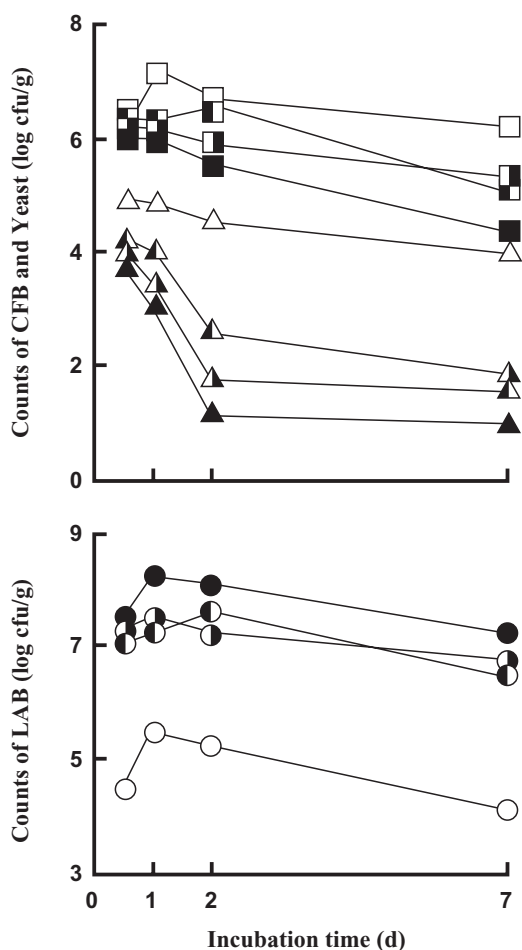 Counts of CFB and Yeast (log cfu/g)
8
6
4
2
0
Counts of LAB (log cfu/g)
9
7
5
3
0 1 2 7
Incubation time (d)